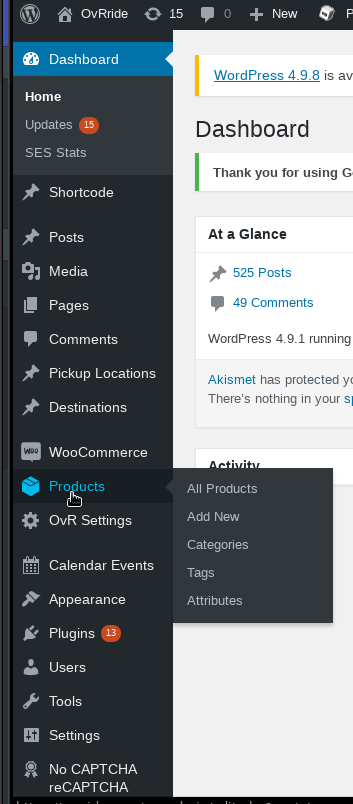 OvRride 15 0 New P
Dashboard
Home
Updates 15
SES Stats
Shortcode
Posts
Media
Pages
Comments
Pickup Locations
Destinations
WOO WooCommerce
Products
OvR Settings
Calendar Events
Appearance
Plugins 13
Users
Tools
Settings
No CAPTCHA
reCAPTCHA
All Products
Add New
Categories
Tags
Attributes
WordPress 4.9.8 is av
Dashboard
Thank you for using G
At a Glance
525 Posts
49 Comments
WordPress 4.9.1 running
Akismet has protected yo
There's nothing in your sp
Activity